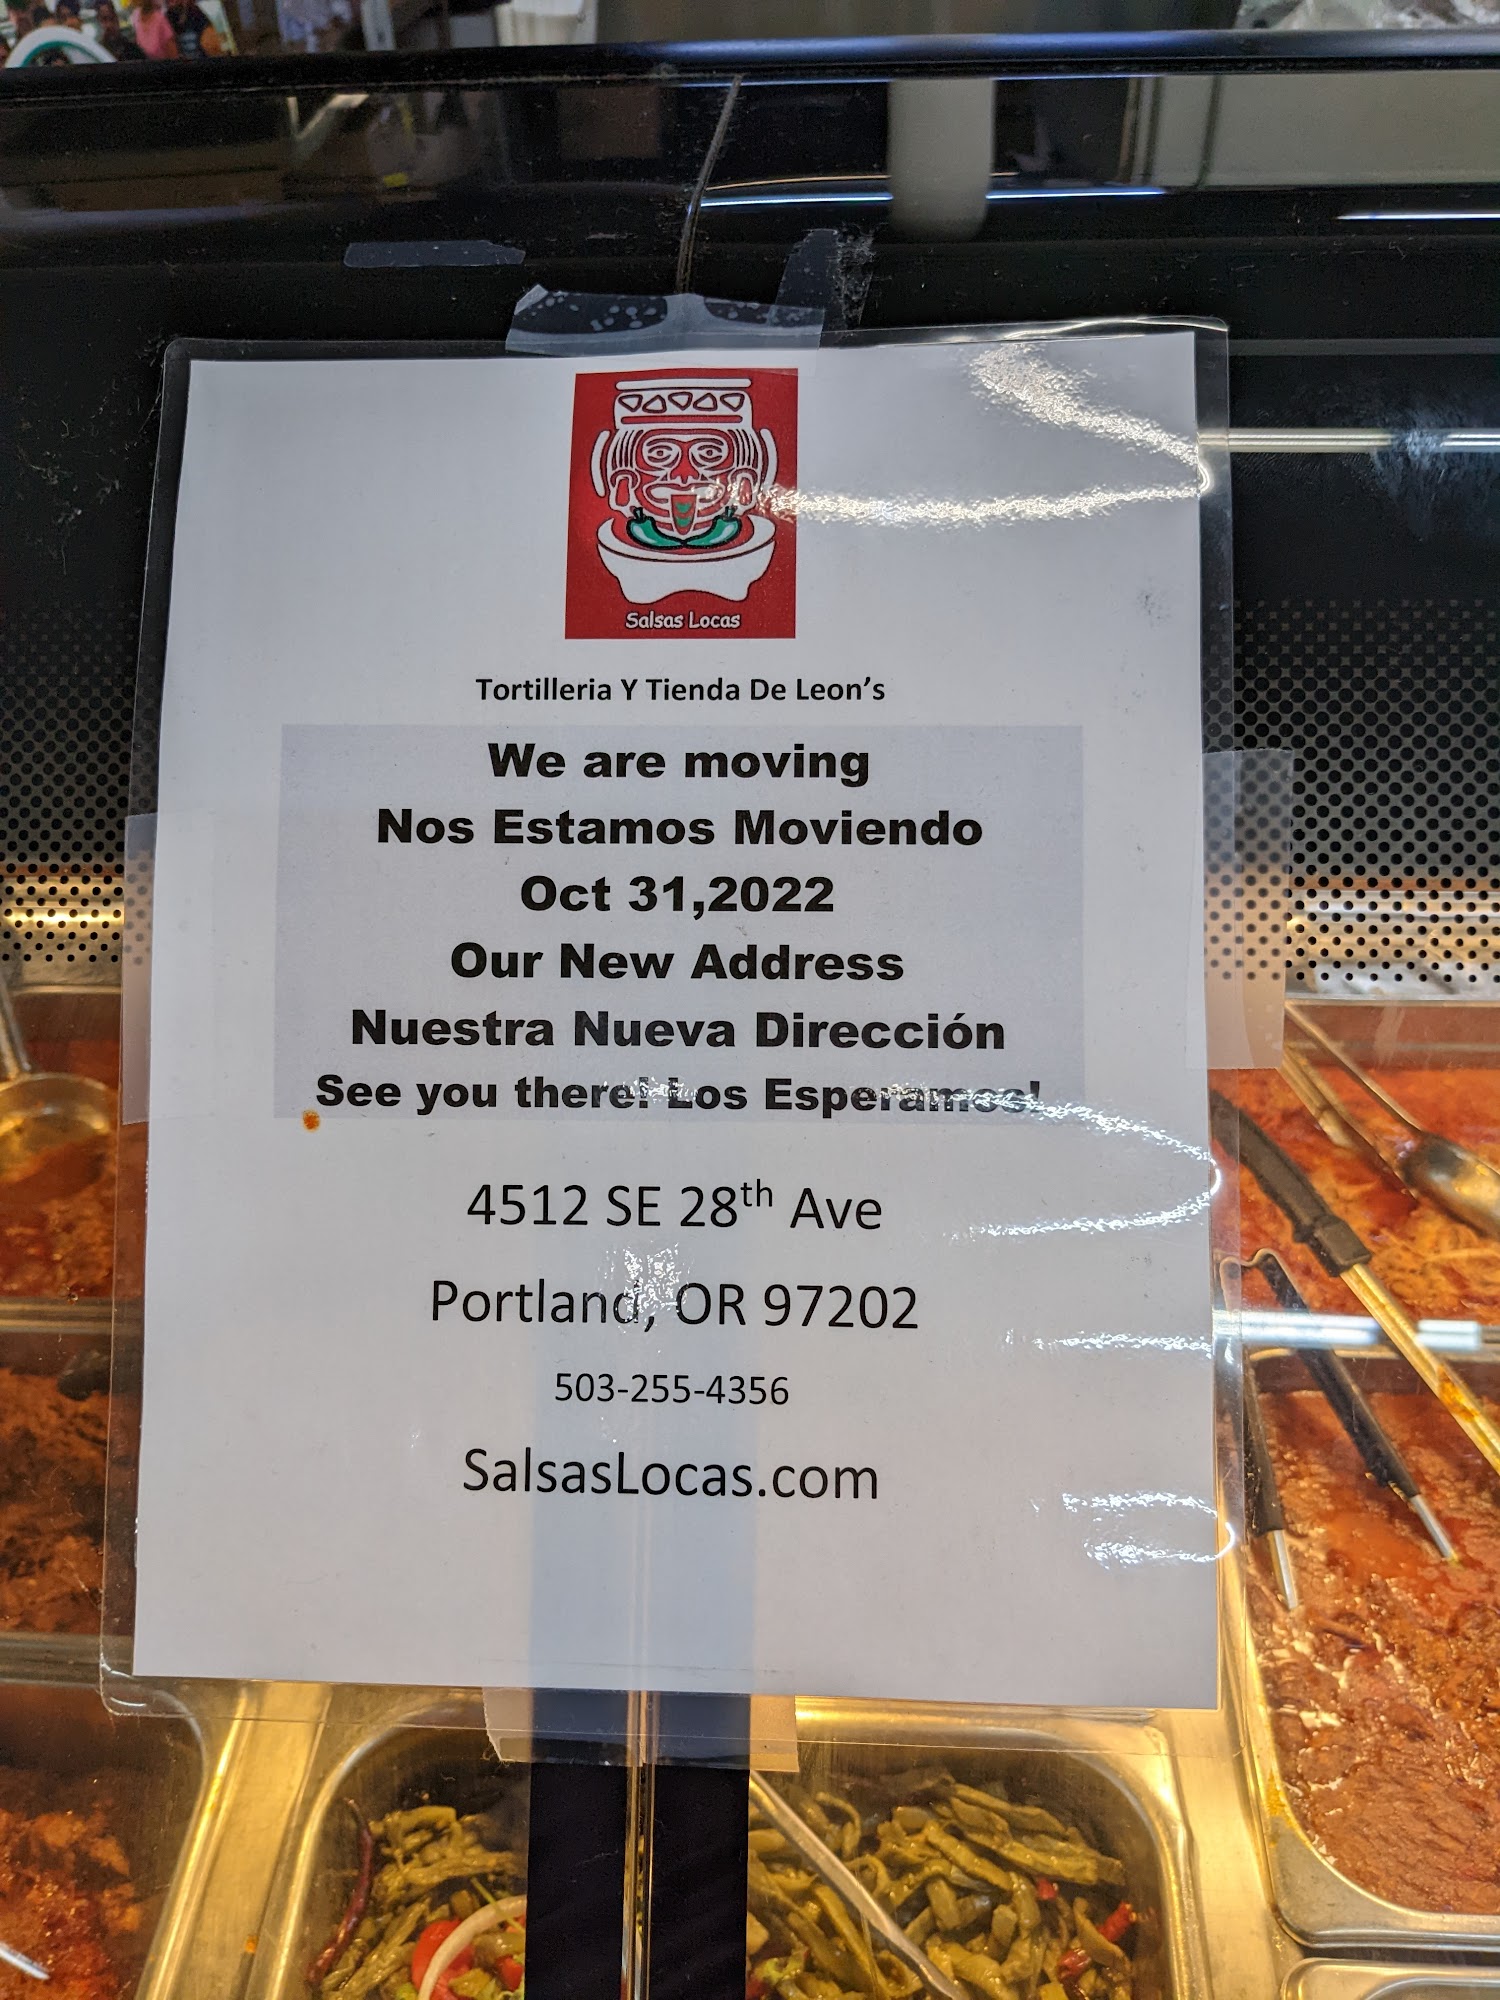 Salsas Locas
Tortilleria Y Tienda De Leon's
We are moving
Nos Estamos Moviendo
Oct 31,2022
Our New Address
Nuestra Nueva Dirección
See you there! Los Esperamos!
4512 SE 28th Ave
Portland, OR 97202
503-255-4356
SalsasLocas.com